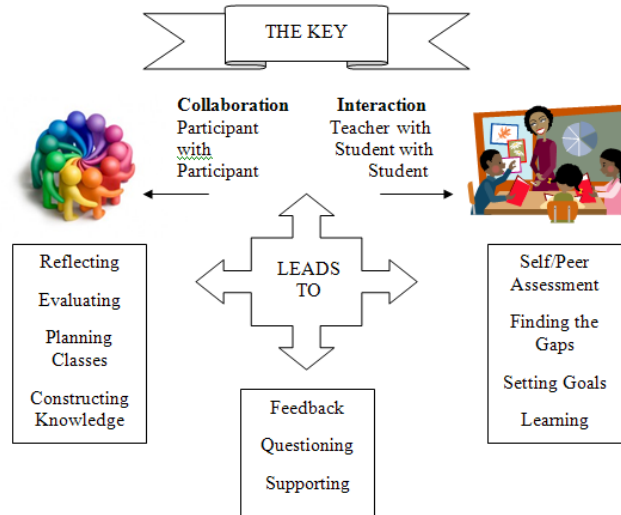 THE KEY
Collaboration
Participant
with
Participant
Interaction
Teacher with
Student with
Student
LEADS
TO
Reflecting
Evaluating
Planning
Classes
Constructing
Knowledge
Feedback
Questioning
Supporting
Self/Peer
Assessment
Finding the
Gaps
Setting Goals
Learning